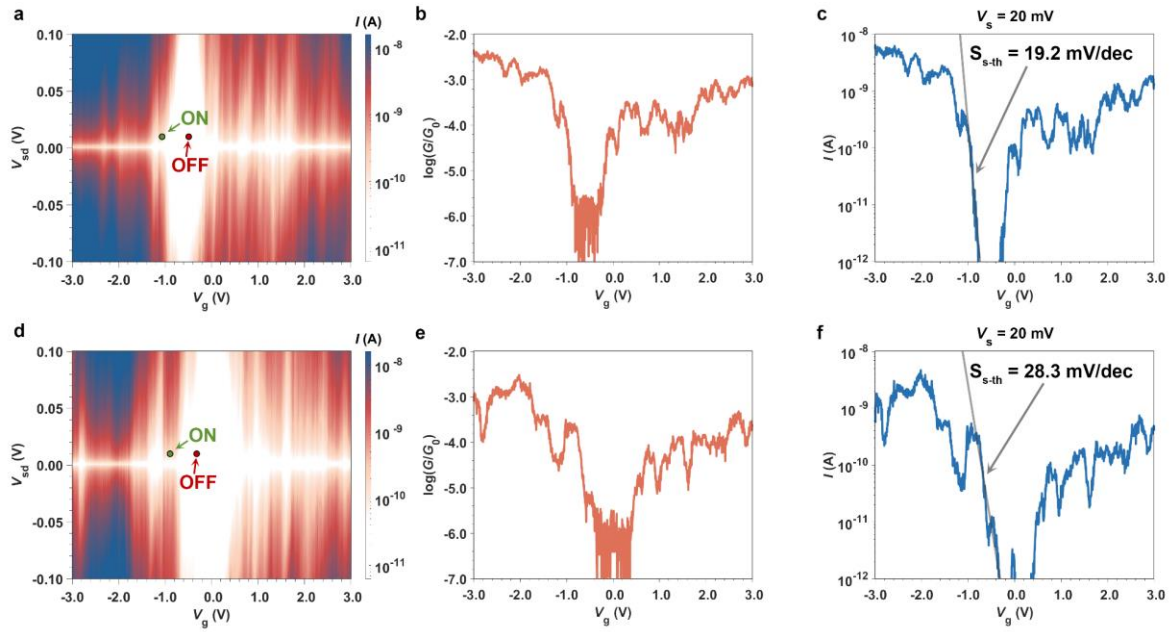 a
I (A)
0.10
0.05
0.00
-0.05
-0.10
V_sd (V)
ON
OFF
10^-8
10^-9
10^-10
10^-11
-3.0 -2.0 -1.0 0.0 1.0 2.0 3.0
V_g (V)
b
-2.0
-3.0
-4.0
-5.0
-6.0
-7.0
log(G/G_0)
-3.0 -2.0 -1.0 0.0 1.0 2.0 3.0
V_g (V)
c
V_s = 20 mV
S_s-th = 19.2 mV/dec
10^-8
10^-9
10^-10
10^-11
10^-12
I (A)
-3.0 -2.0 -1.0 0.0 1.0 2.0 3.0
V_g (V)
d
I (A)
0.10
0.05
0.00
-0.05
-0.10
V_sd (V)
ON
OFF
10^-8
10^-9
10^-10
10^-11
-3.0 -2.0 -1.0 0.0 1.0 2.0 3.0
V_g (V)
e
-2.0
-3.0
-4.0
-5.0
-6.0
-7.0
log(G/G_0)
-3.0 -2.0 -1.0 0.0 1.0 2.0 3.0
V_g (V)
f
V_s = 20 mV
S_s-th = 28.3 mV/dec
10^-8
10^-9
10^-10
10^-11
10^-12
I (A)
-3.0 -2.0 -1.0 0.0 1.0 2.0 3.0
V_g (V)